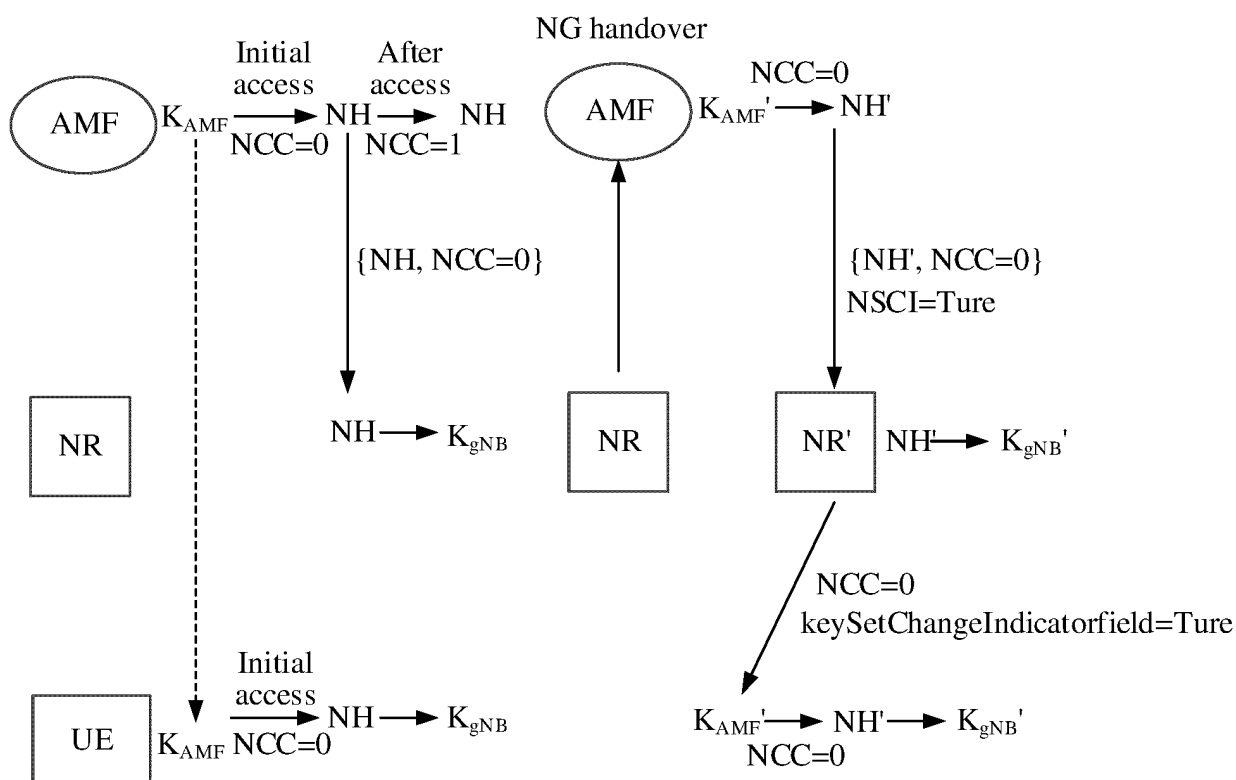 NG handover
Initial access
After access
NCC=0
AMF
K_AMF
NH
NH
AMF
K_AMF'
NH'
NCC=0
NCC=1
{NH, NCC=0}
{NH', NCC=0}
NSCI=Ture
NR
NH
K_gNB
NR
NR'
NH'
K_gNB'
NCC=0
keySetChangeIndicatorfield=Ture
Initial access
UE
K_AMF
NCC=0
NH
K_gNB
K_AMF'
NH'
K_gNB'
NCC=0